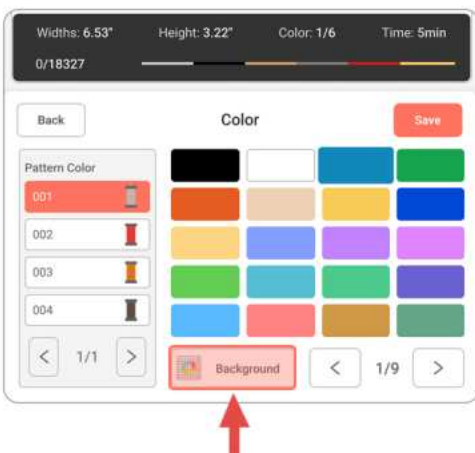 Widths: 6.53" Height: 3.22" Color: 1/6 Time: 5min
0/18327
Back Color Save
Pattern Color
001
002
003
004
< 1/1 >
Background < 1/9 >